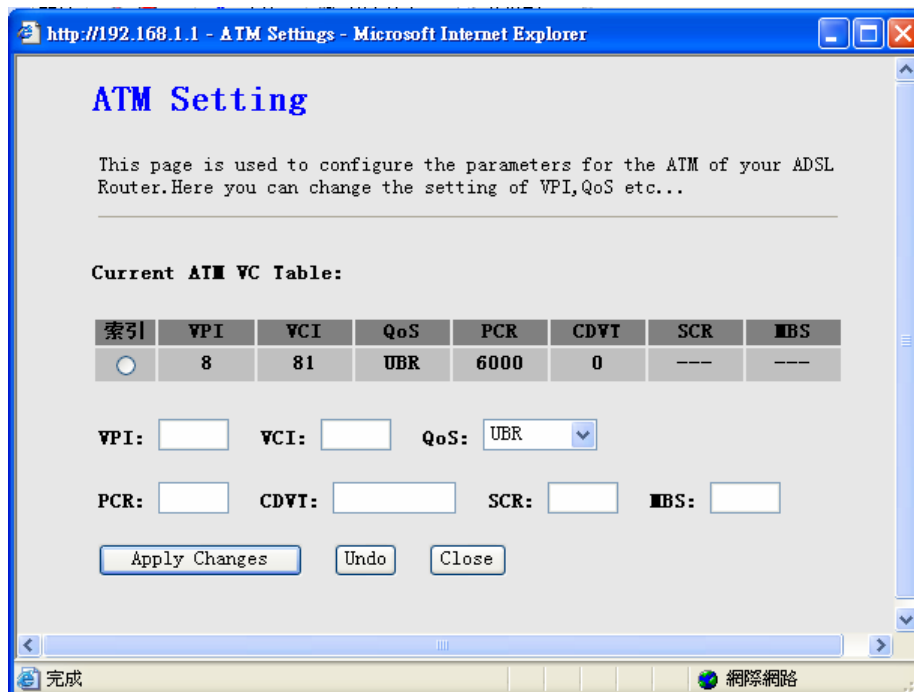 http://192.168.1.1 - ATM Settings - Microsoft Internet Explorer
ATM Setting
This page is used to configure the parameters for the ATM of your ADSL
Router.Here you can change the setting of VPI,QoS etc...
Current ATM VC Table:
索引 VPI VCI QoS PCR CDVT SCR MBS
8 81 UBR 6000 0 --- ---
VPI: VCI: QoS: UBR
PCR: CDVT: SCR: MBS:
Apply Changes Undo Close
完成 網際網路